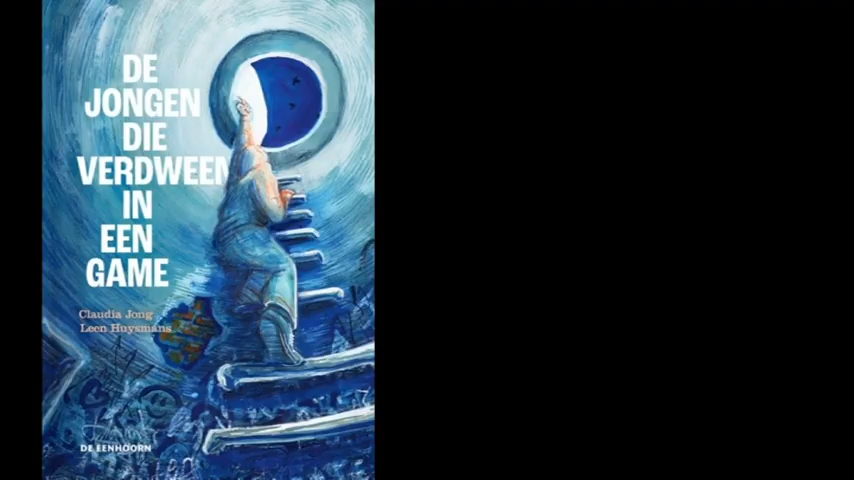 DE
JONGEN
DIE
VERDWEEN
IN
EEN
GAME
Claudia Jong
Leen Huysmans
DE EENHOORN